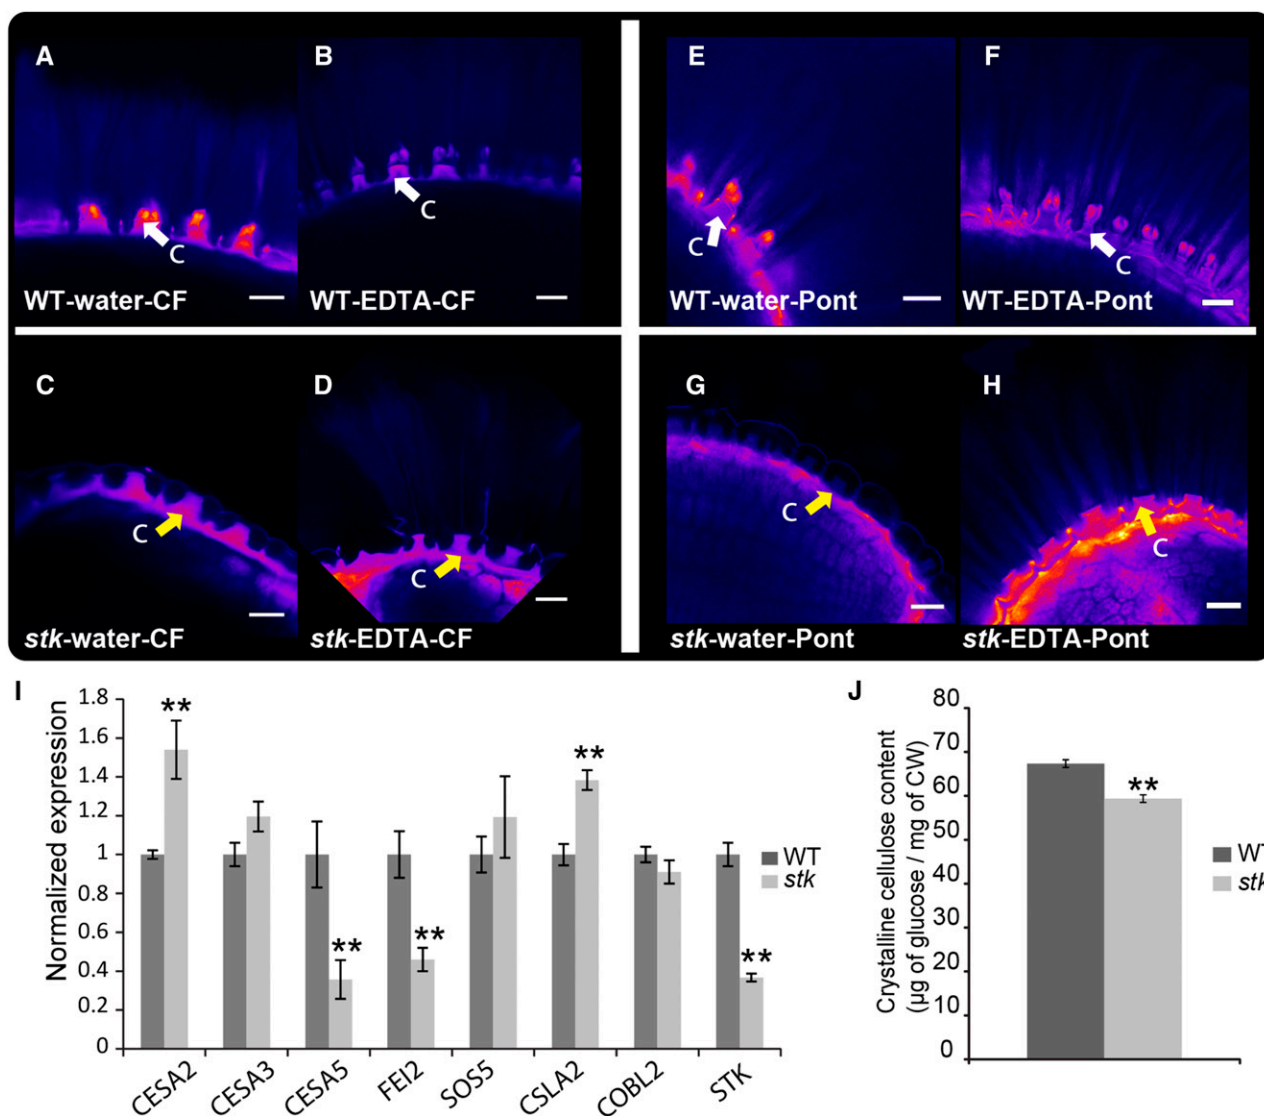 A
B
E
F
C
C
C
C
WT-water-CF
WT-EDTA-CF
WT-water-Pont
WT-EDTA-Pont
C
D
G
H
C
C
C
C
stk-water-CF
stk-EDTA-CF
stk-water-Pont
stk-EDTA-Pont
I
Normalized expression
1.8
1.6
1.4
1.2
1
0.8
0.6
0.4
0.2
0
**
**
**
**
**
WT
stk
CESA2
CESA3
CESA5
FEI2
SOS5
CSLA2
COBL2
STK
J
Crystalline cellulose content
(µg of glucose / mg of CW)
80
70
60
50
40
30
20
10
0
**
WT
stk